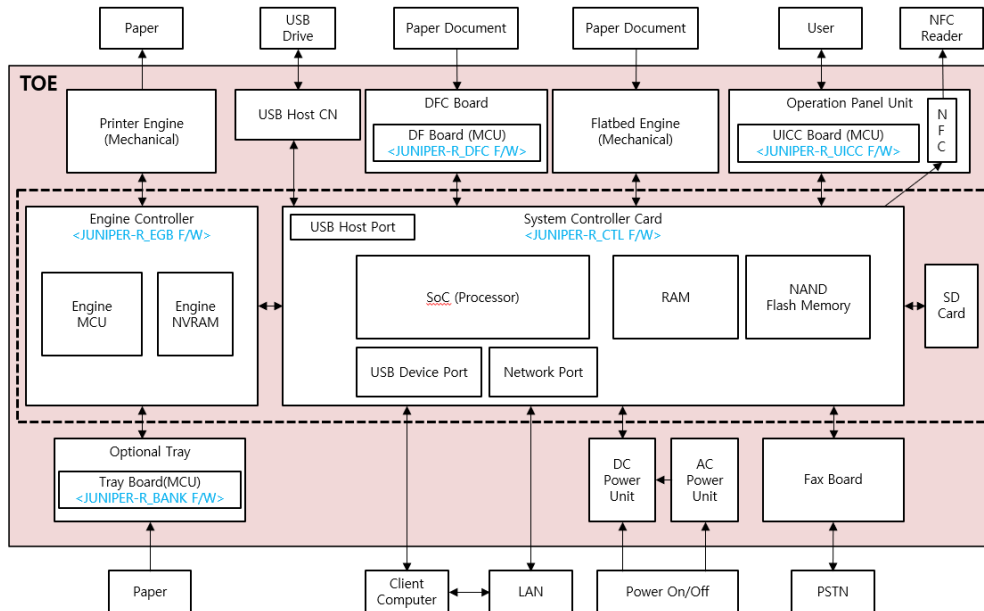 Paper
USB
Drive
Paper Document
Paper Document
User
NFC
Reader
TOE
Printer Engine
(Mechanical)
USB Host CN
DFC Board
DF Board (MCU)
<JUNIPER-R_DFC F/W>
Flatbed Engine
(Mechanical)
Operation Panel Unit
UICC Board (MCU)
<JUNIPER-R_UICC F/W>
N
F
C
Engine Controller
<JUNIPER-R_EGB F/W>
Engine
MCU
Engine
NVRAM
USB Host Port
System Controller Card
<JUNIPER-R_CTL F/W>
SoC (Processor)
RAM
NAND
Flash Memory
USB Device Port
Network Port
SD
Card
Optional Tray
Tray Board(MCU)
<JUNIPER-R_BANK F/W>
DC
Power
Unit
AC
Power
Unit
Fax Board
Paper
Client
Computer
LAN
Power On/Off
PSTN